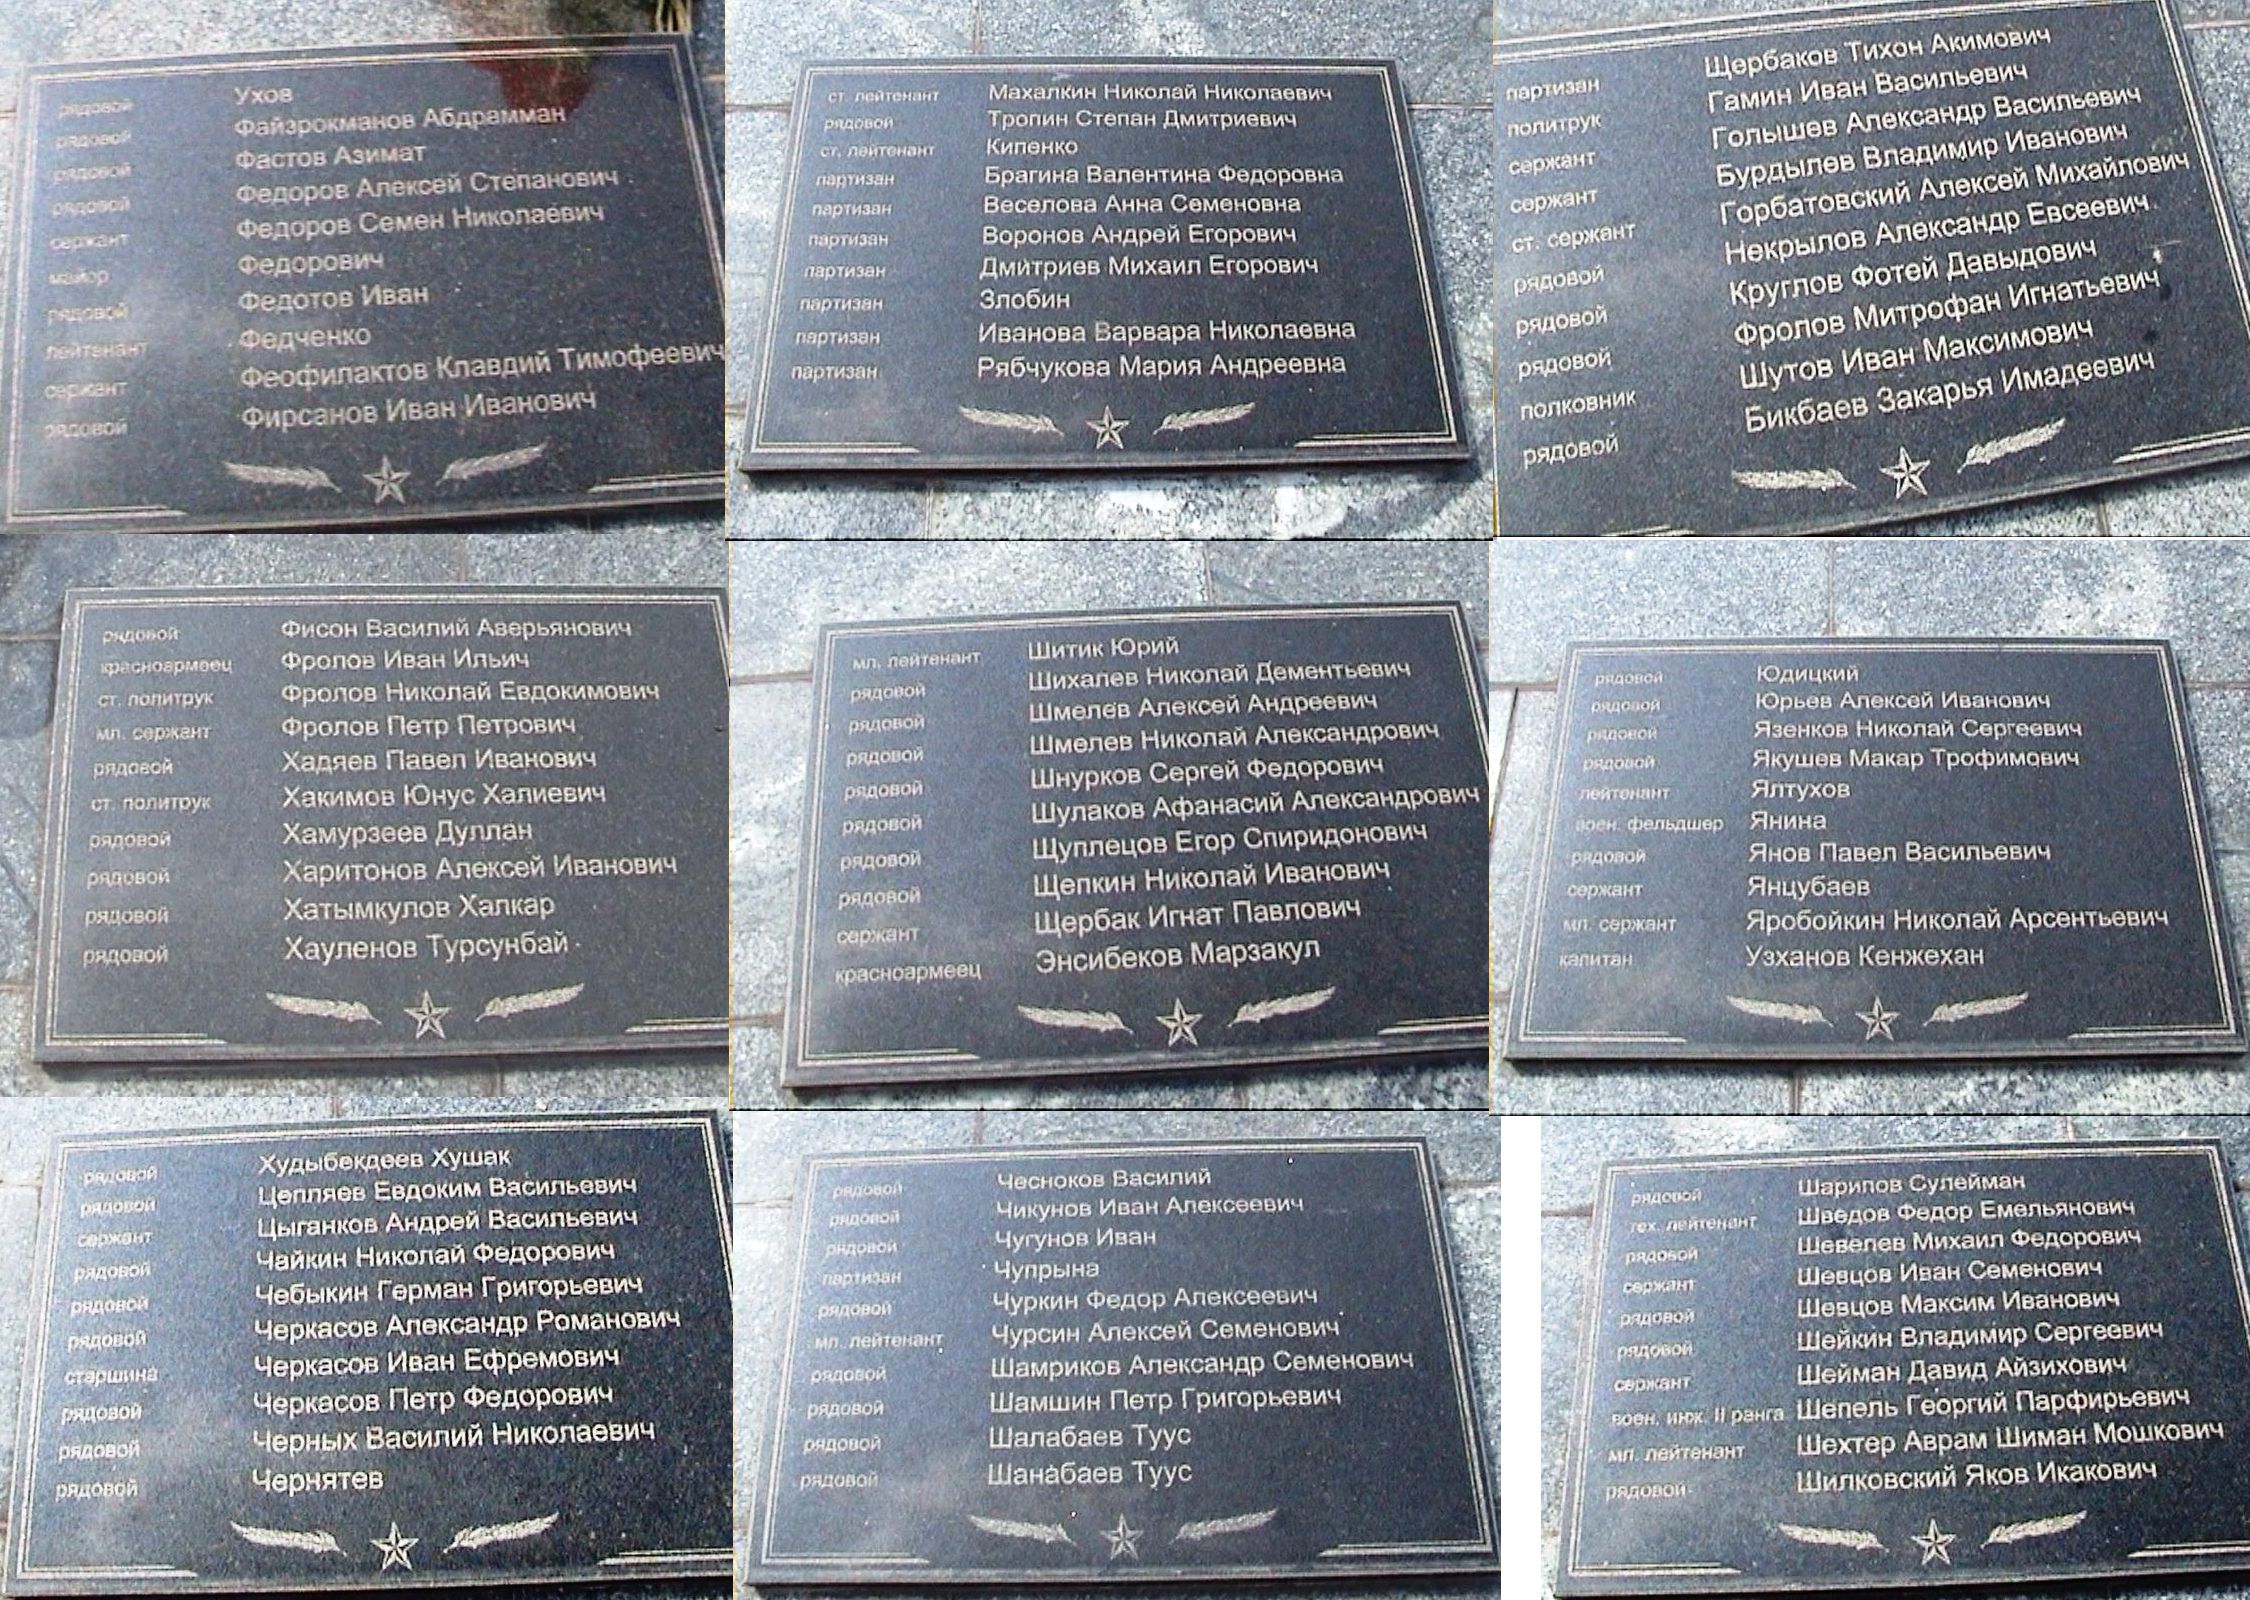 рядовой Ухов
рядовой Файзрокманов Абдрамман
рядовой Фастов Азимат
рядовой Федоров Алексей Степанович
сержант Федоров Семен Николаевич
майор Федорович
рядовой Федотов Иван
лейтенант Федченко
сержант Феофилактов Клавдий Тимофеевич
рядовой Фирсанов Иван Иванович
ст. лейтенант Махалкин Николай Николаевич
рядовой Тропин Степан Дмитриевич
ст. лейтенант Кипенко
партизан Брагина Валентина Федоровна
партизан Веселова Анна Семеновна
партизан Воронов Андрей Егорович
партизан Дмитриев Михаил Егорович
партизан Злобин
партизан Иванова Варвара Николаевна
партизан Рябчукова Мария Андреевна
партизан Щербаков Тихон Акимович
политрук Гамин Иван Васильевич
сержант Голышев Александр Васильевич
сержант Бурдылев Владимир Иванович
ст. сержант Горбатовский Алексей Михайлович
рядовой Некрылов Александр Евсеевич
рядовой Круглов Фотей Давыдович
рядовой Фролов Митрофан Игнатьевич
полковник Шутов Иван Максимович
рядовой Бикбаев Закарья Имадеевич
рядовой Фисон Василий Аверьянович
красноармеец Фролов Иван Ильич
ст. политрук Фролов Николай Евдокимович
мл. сержант Фролов Петр Петрович
рядовой Хадяев Павел Иванович
ст. политрук Хакимов Юнус Халиевич
рядовой Хамурзеев Дуллан
рядовой Харитонов Алексей Иванович
рядовой Хатымкулов Халкар
рядовой Хауленов Турсунбай
мл. лейтенант Шитик Юрий
рядовой Шихалев Николай Дементьевич
рядовой Шмелев Алексей Андреевич
рядовой Шмелев Николай Александрович
рядовой Шнурков Сергей Федорович
рядовой Шулаков Афанасий Александрович
рядовой Щуплецов Егор Спиридонович
рядовой Щепкин Николай Иванович
сержант Щербак Игнат Павлович
красноармеец Энсибеков Марзакул
рядовой Юдицкий
рядовой Юрьев Алексей Иванович
рядовой Язенков Николай Сергеевич
рядовой Якушев Макар Трофимович
лейтенант Ялтухов
воен. фельдшер Янина
рядовой Янов Павел Васильевич
сержант Янцубаев
мл. сержант Яробойкин Николай Арсентьевич
капитан Узханов Кенжехан
рядовой Худыбекдеев Хушак
рядовой Цепляев Евдоким Васильевич
сержант Цыганков Андрей Васильевич
рядовой Чайкин Николай Федорович
рядовой Чебыкин Герман Григорьевич
рядовой Черкасов Александр Романович
старшина Черкасов Иван Ефремович
рядовой Черкасов Петр Федорович
рядовой Черных Василий Николаевич
рядовой Чернятев
рядовой Чесноков Василий
рядовой Чикунов Иван Алексеевич
рядовой Чугунов Иван
партизан Чупрына
рядовой Чуркин Федор Алексеевич
мл. лейтенант Чурсин Алексей Семенович
рядовой Шамриков Александр Семенович
рядовой Шамшин Петр Григорьевич
рядовой Шалабаев Туус
рядовой Шанабаев Туус
рядовой Шарипов Сулейман
тех. лейтенант Шведов Федор Емельянович
рядовой Шевелев Михаил Федорович
сержант Шевцов Иван Семенович
рядовой Шевцов Максим Иванович
рядовой Шейкин Владимир Сергеевич
сержант Шейман Давид Айзихович
воен. инж. II ранга Шепель Георгий Парфирьевич
мл. лейтенант Шехтер Аврам Шиман Мошкович
рядовой Шилковский Яков Икакович